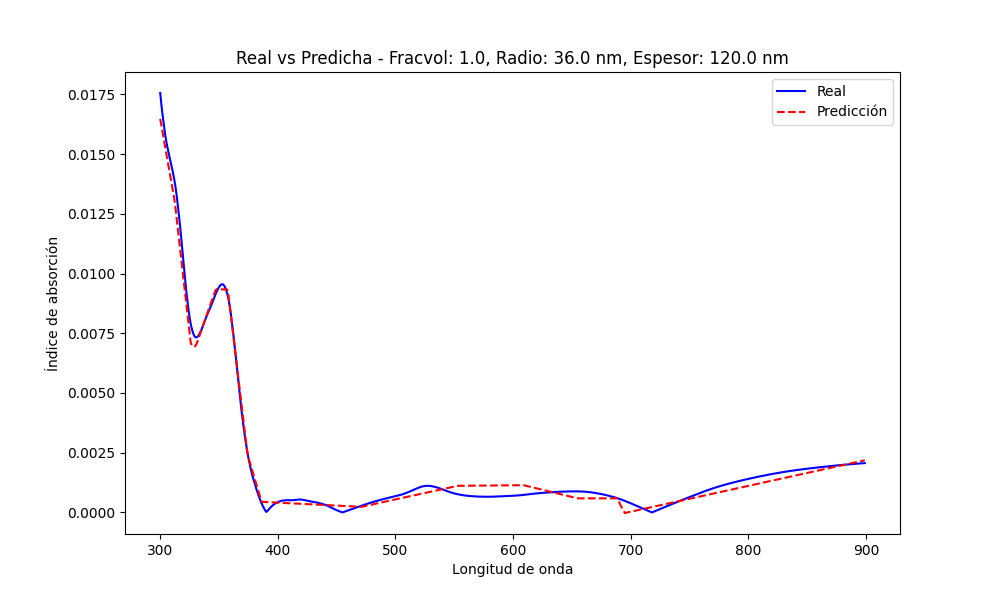 Real vs Predicha - Fracvol: 1.0, Radio: 36.0 nm, Espesor: 120.0 nm
Real
Predicción
Índice de absorción
0.0175
0.0150
0.0125
0.0100
0.0075
0.0050
0.0025
0.0000
300 400 500 600 700 800 900
Longitud de onda